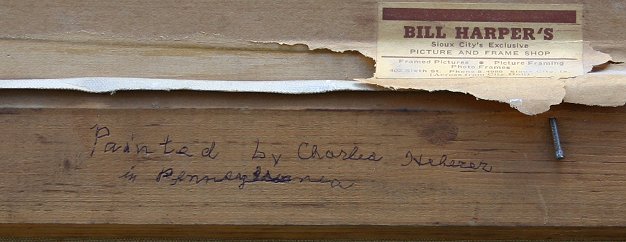 BILL HARPER'S
Sioux City's Exclusive
PICTURE AND FRAME SHOP
Framed Pictures • Picture Framing
Photo Frames
Painted by Charles Heherer
in Pennsylvania